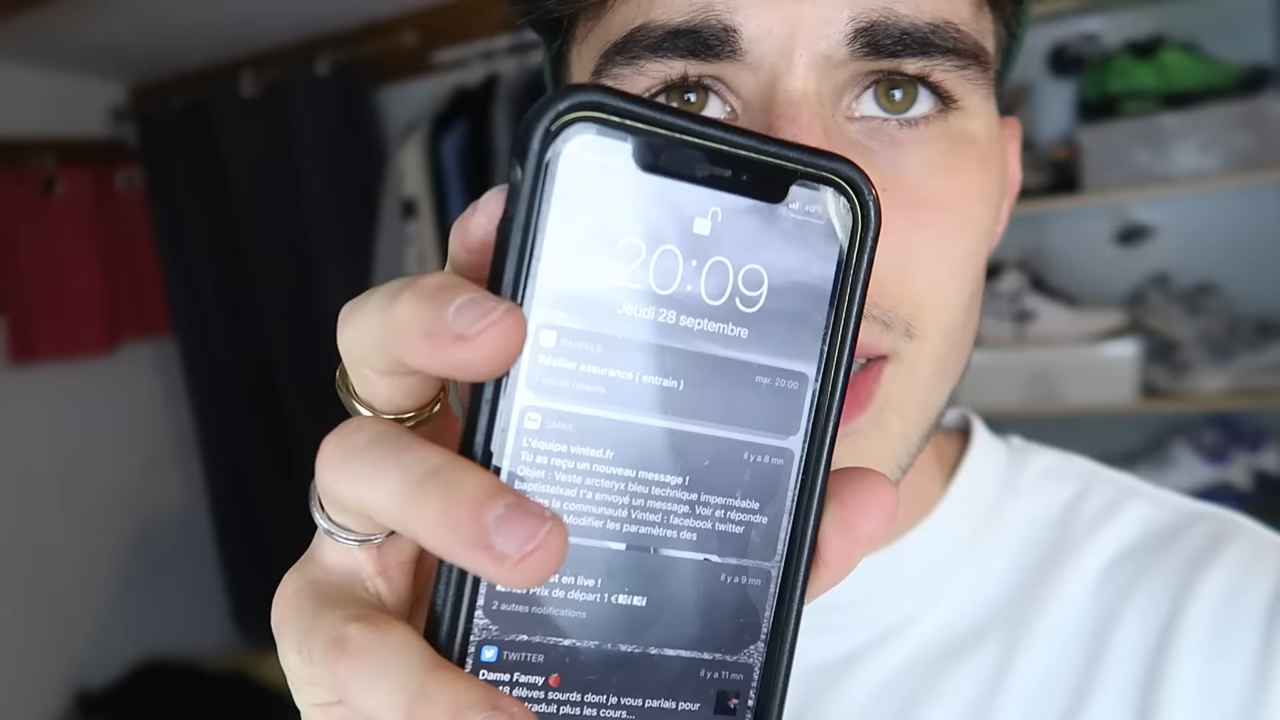 4G
20:09
Jeudi 28 septembre
RAPPELS
mar. 20:00
Résilier assurance ( entrain )
GMAIL
il y a 8 mn
L'équipe vinted.fr
Tu as reçu un nouveau message !
Objet : Veste arcteryx bleu technique imperméable
baptistelxad t'a envoyé un message. Voir et répondre
la communauté Vinted : facebook twitter
Modifier les paramètres des
il y a 9 mn
en live !
Prix de départ 1 €
2 autres notifications
TWITTER
il y a 11 mn
Dame Fanny
18 élèves sourds dont je vous parlais pour
traduit plus les cours...